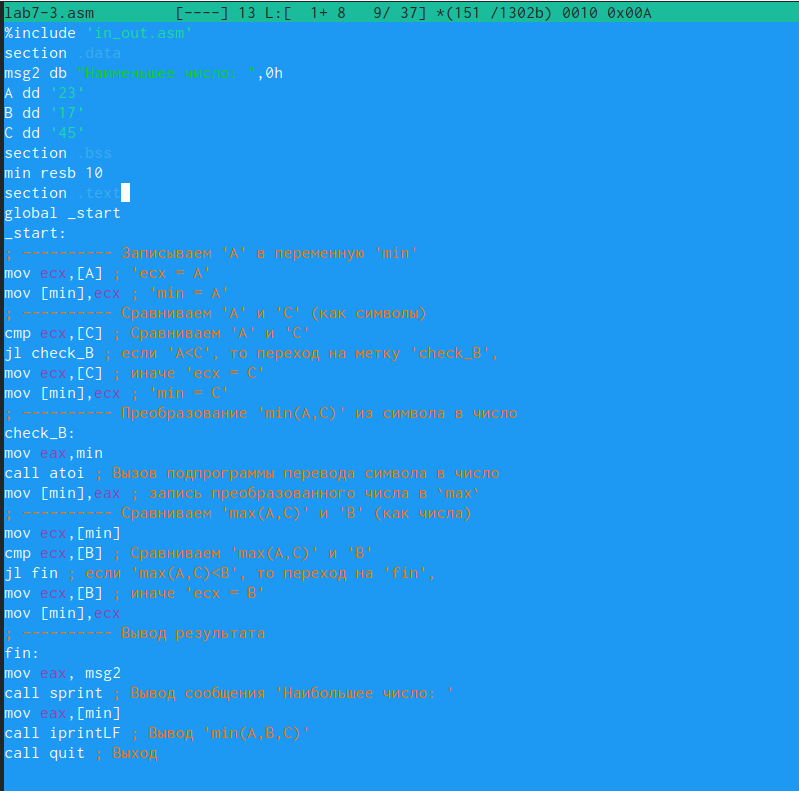 lab7-3.asm [----] 13 L:[ 1+ 8 9/ 37] *(151 /1302b) 0010 0x00A
%include 'in_out.asm'
section .data
msg2 db "Наименьшее число: ",0h
A dd '23'
B dd '17'
C dd '45'
section .bss
min resb 10
section .text
global _start
_start:
; ---------- Записываем 'A' в переменную 'min'
mov ecx,[A] ; 'ecx = A'
mov [min],ecx ; 'min = A'
; ---------- Сравниваем 'A' и 'С' (как символы)
cmp ecx,[C] ; Сравниваем 'A' и 'С'
jl check_B ; если 'A<C', то переход на метку 'check_B',
mov ecx,[C] ; иначе 'ecx = C'
mov [min],ecx ; 'min = C'
; ---------- Преобразование 'min(A,C)' из символа в число
check_B:
mov eax,min
call atoi ; Вызов подпрограммы перевода символа в число
mov [min],eax ; запись преобразованного числа в `max`
; ---------- Сравниваем 'max(A,C)' и 'B' (как числа)
mov ecx,[min]
cmp ecx,[B] ; Сравниваем 'max(A,C)' и 'B'
jl fin ; если 'max(A,C)<B', то переход на 'fin',
mov ecx,[B] ; иначе 'ecx = B'
mov [min],ecx
; ---------- Вывод результата
fin:
mov eax, msg2
call sprint ; Вывод сообщения 'Наибольшее число: '
mov eax,[min]
call iprintLF ; Вывод 'min(A,B,C)'
call quit ; Выход